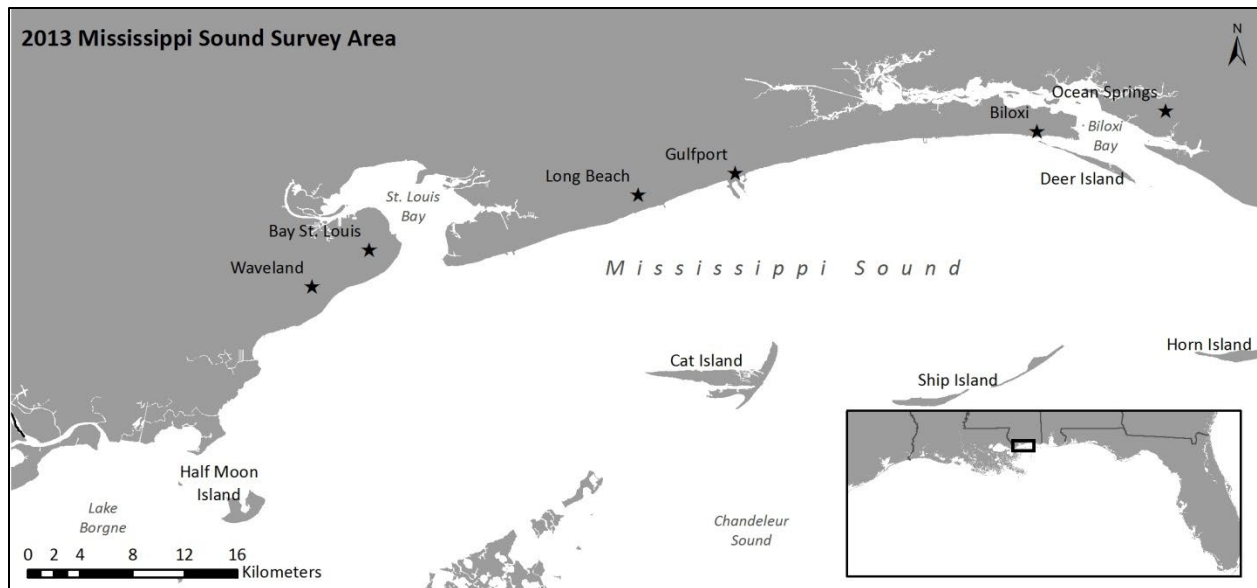 2013 Mississippi Sound Survey Area
N
Ocean Springs
Biloxi
Biloxi
Bay
Gulfport
Deer Island
Long Beach
St. Louis
Bay
Bay St. Louis
Waveland
Mississippi Sound
Horn Island
Cat Island
Ship Island
Half Moon
Island
Lake
Borgne
Chandeleur
Sound
0 2 4 8 12 16
Kilometers